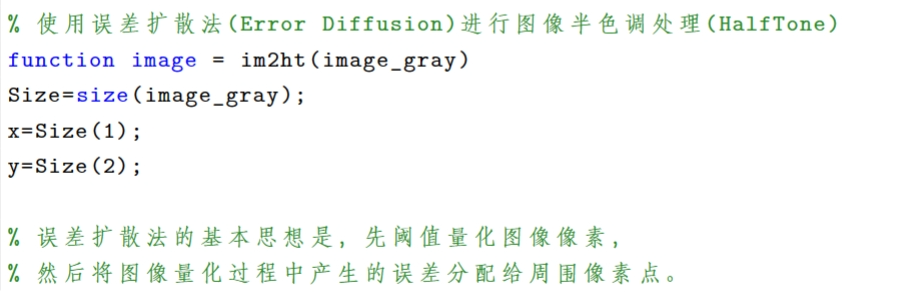 % 使用误差扩散法(Error Diffusion)进行图像半色调处理(HalfTone)
function image = im2ht(image_gray)
Size=size(image_gray);
x=Size(1);
y=Size(2);
% 误差扩散法的基本思想是，先阈值量化图像像素，
% 然后将图像量化过程中产生的误差分配给周围像素点。